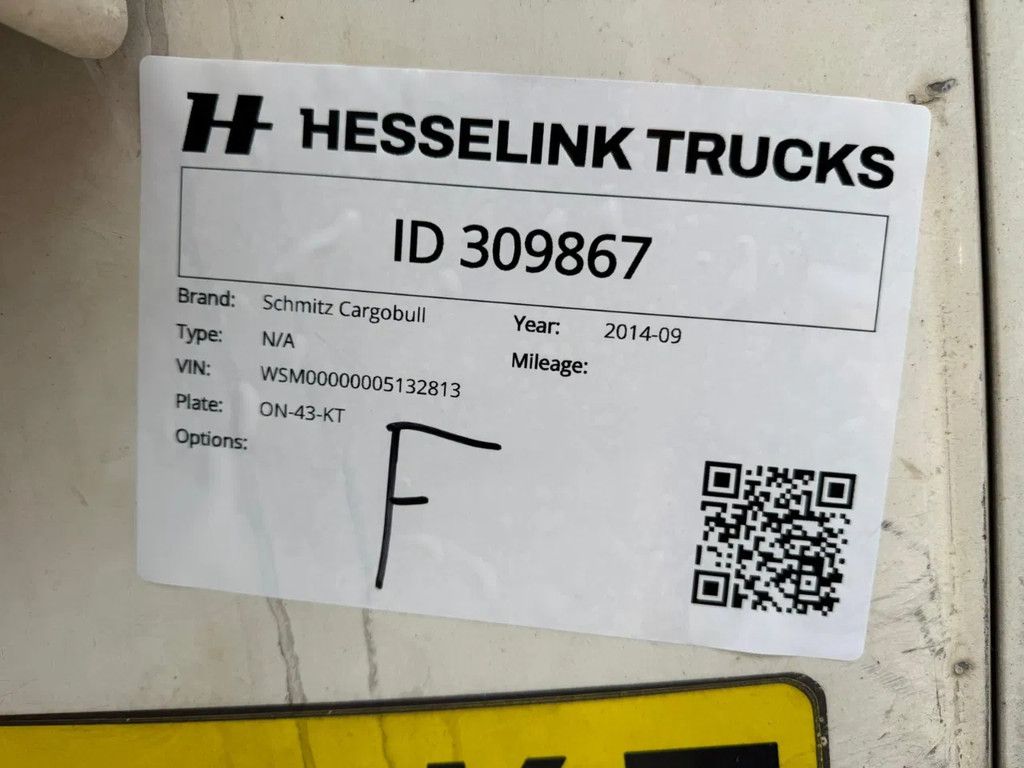 H HESSELINK TRUCKS
ID 309867
Brand: Schmitz Cargobull
Year: 2014-09
Type: N/A
Mileage:
VIN: WSM00000005132813
Plate: ON-43-KT
Options:
F